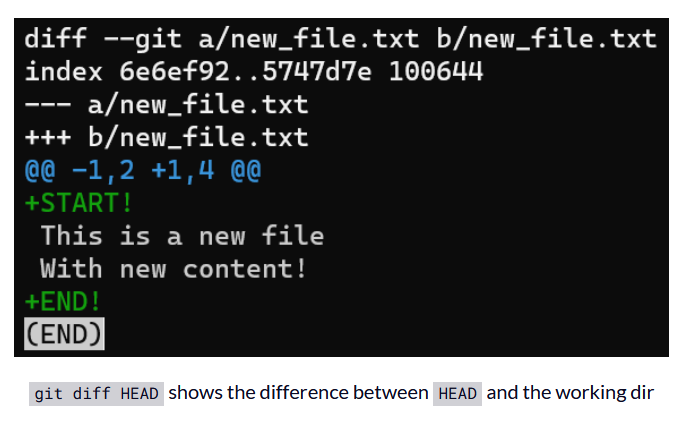 diff --git a/new_file.txt b/new_file.txt
index 6e6ef92..5747d7e 100644
--- a/new_file.txt
+++ b/new_file.txt
@@ -1,2 +1,4 @@
+START!
 This is a new file
 With new content!
+END!
(END)
git diff HEAD shows the difference between HEAD and the working dir